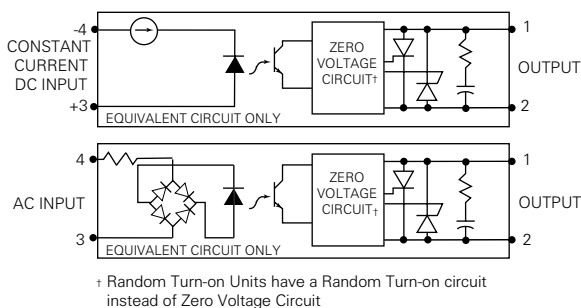 -4
CONSTANT
CURRENT
DC INPUT
+3
ZERO
VOLTAGE
CIRCUIT†
1
OUTPUT
2
EQUIVALENT CIRCUIT ONLY
4
AC INPUT
3
ZERO
VOLTAGE
CIRCUIT†
1
OUTPUT
2
EQUIVALENT CIRCUIT ONLY
† Random Turn-on Units have a Random Turn-on circuit
instead of Zero Voltage Circuit